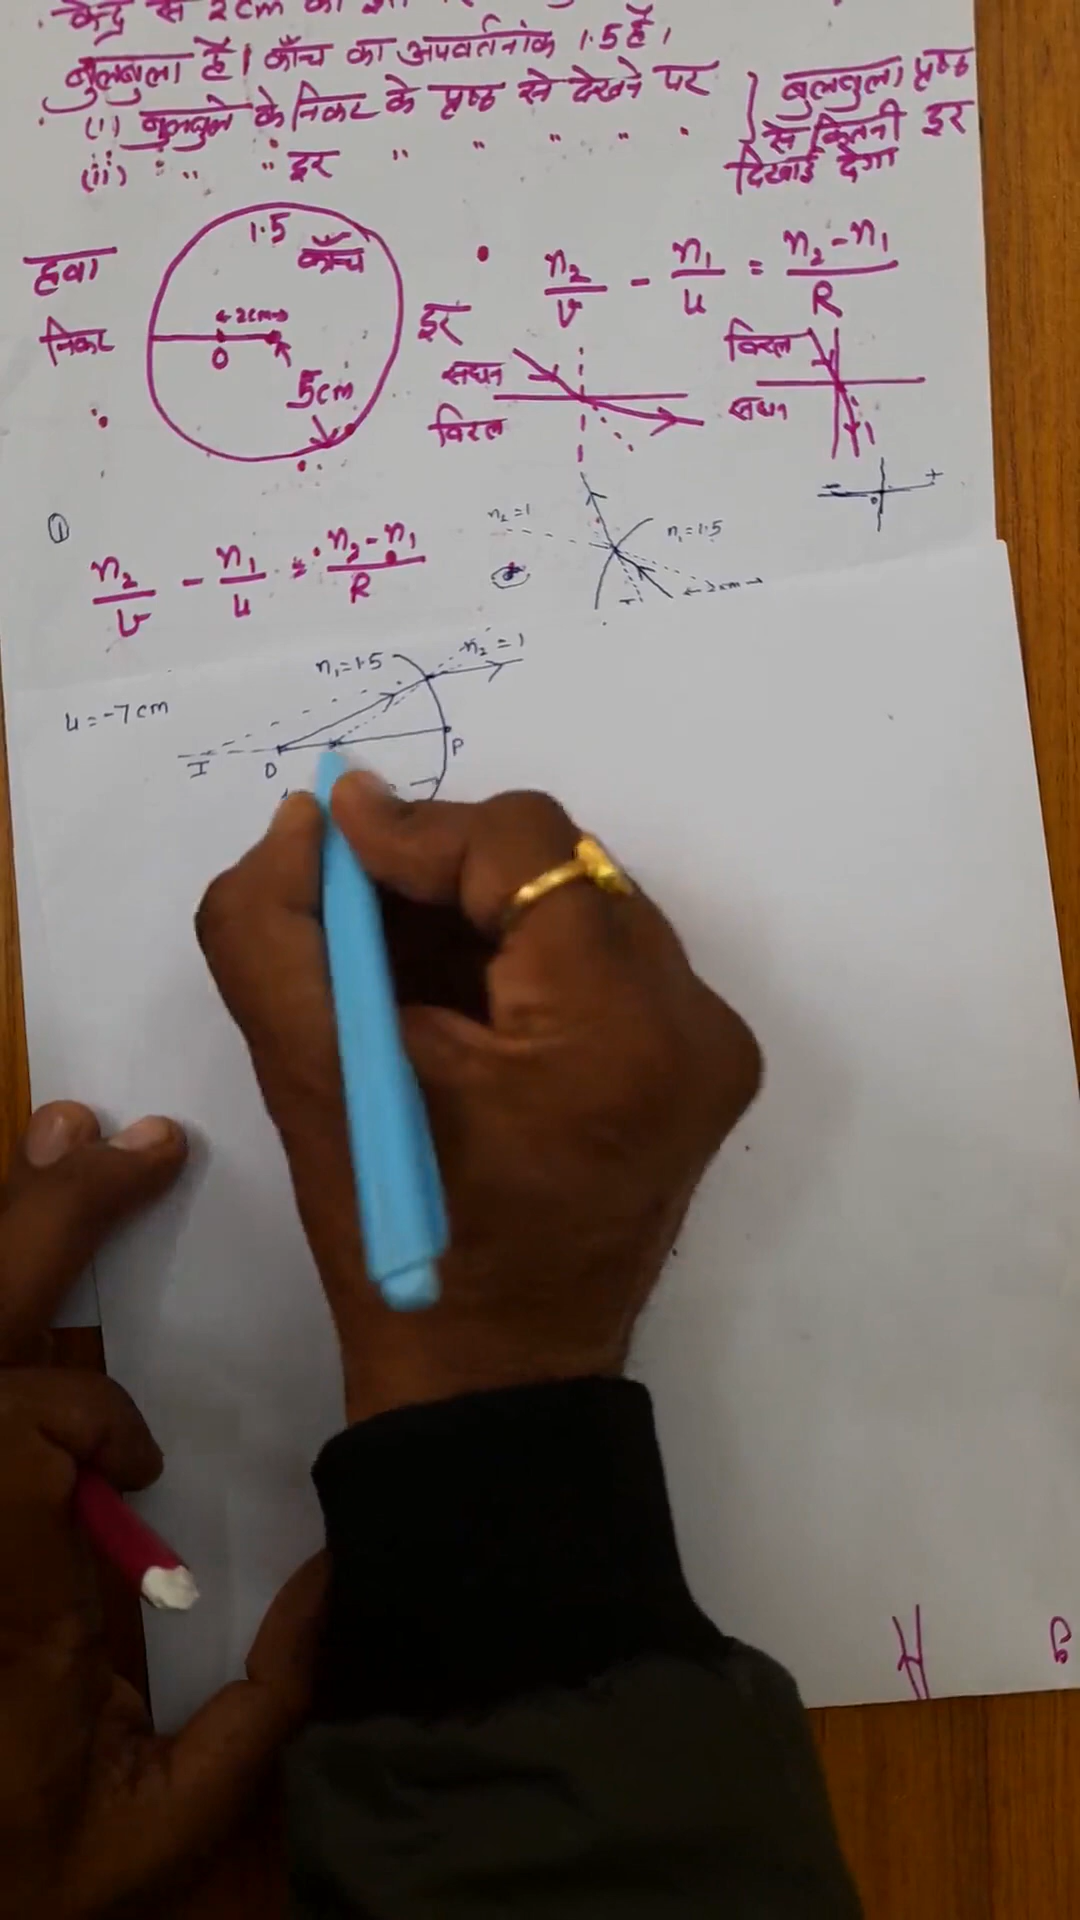 केन्द्र से 2cm की
बुलबुला है। काँच का अपवर्तनांक 1.5 है।
(i) बुलबुले के निकट के पृष्ठ से देखने पर } बुलबुला पृष्ठ
(ii) " " " दूर " " " " " से कितनी दूर
दिखाई देगा
हवा
1.5
काँच
निकट
←2cm→
O
दूर
5cm
n₂/v - n₁/u = n₂-n₁/R
सघन
विरल
विरल
सघन
- +
①
n₂/v - n₁/u = n₂-n₁/R
n₂=1
n₁=1.5
←2cm→
I
n₁=1.5
n₂=1
u=-7cm
I
O
P